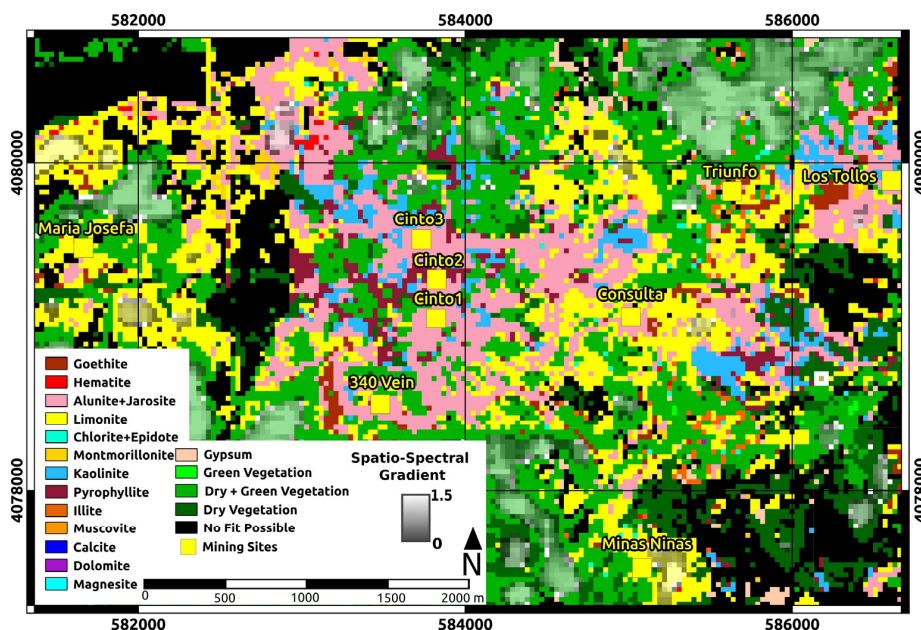 582000 584000 586000
4080000 4080000
Triunfo Los Tollos
Maria Josefa Cinto3
Cinto2
Cinto1 Consulta
340 Vein
Minas Ninas
Goethite
Hematite
Alunite+Jarosite
Limonite
Chlorite+Epidote
Montmorillonite
Kaolinite
Pyrophyllite
Illite
Muscovite
Calcite
Dolomite
Magnesite
Gypsum
Green Vegetation
Dry + Green Vegetation
Dry Vegetation
No Fit Possible
Mining Sites
Spatio-Spectral
Gradient
1.5
0
N
0 500 1000 1500 2000 m
4078000 4078000
582000 584000 586000